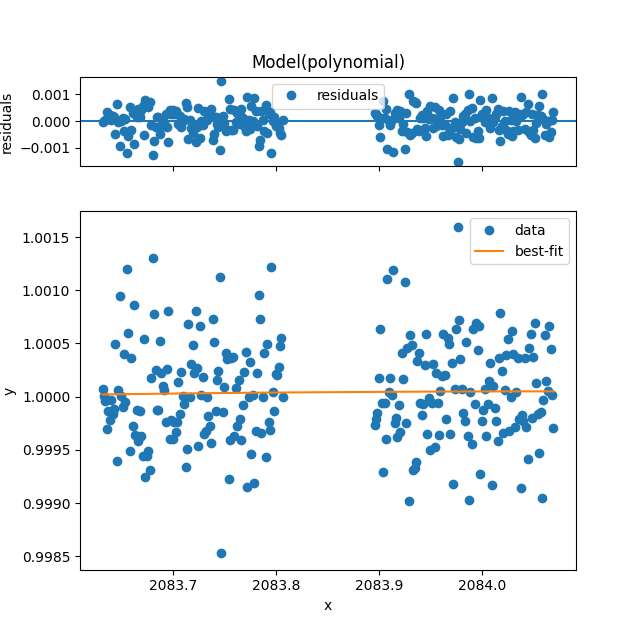 Model(polynomial)
residuals
0.001
0.000
−0.001
residuals
data
best-fit
1.0015
1.0010
1.0005
1.0000
0.9995
0.9990
0.9985
y
2083.7 2083.8 2083.9 2084.0
x